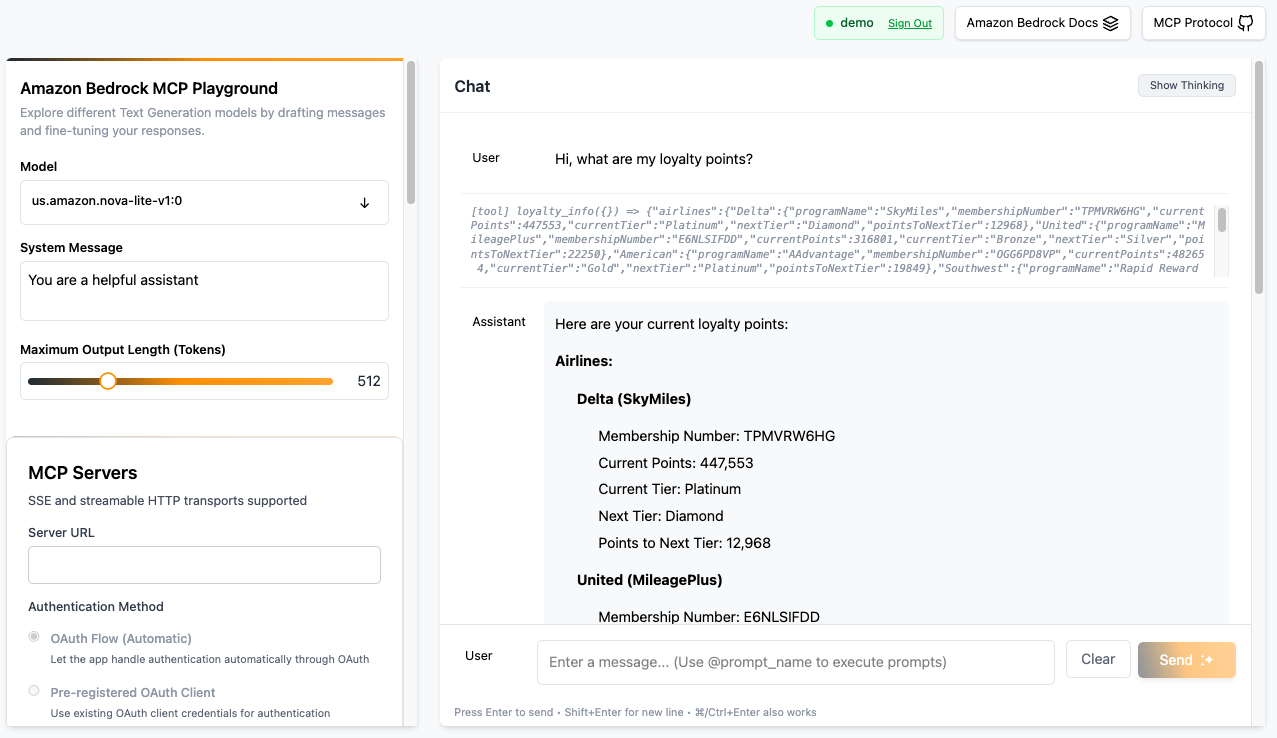 demo Sign Out Amazon Bedrock Docs MCP Protocol
Amazon Bedrock MCP Playground
Explore different Text Generation models by drafting messages
and fine-tuning your responses.
Model
us.amazon.nova-lite-v1:0
System Message
You are a helpful assistant
Maximum Output Length (Tokens)
512
MCP Servers
SSE and streamable HTTP transports supported
Server URL
Authentication Method
OAuth Flow (Automatic)
Let the app handle authentication automatically through OAuth
Pre-registered OAuth Client
Use existing OAuth client credentials for authentication
Chat
Show Thinking
User
Hi, what are my loyalty points?
[tool] loyalty_info({}) => {"airlines":{"Delta":{"programName":"SkyMiles","membershipNumber":"TPMVRW6HG","current
Points":447553,"currentTier":"Platinum","nextTier":"Diamond","pointsToNextTier":12968},"United":{"programName":"M
ileagePlus","membershipNumber":"E6NLSIFDD","currentPoints":316801,"currentTier":"Bronze","nextTier":"Silver","poi
ntsToNextTier":22250},"American":{"programName":"AAdvantage","membershipNumber":"OGG6PD8VP","currentPoints":48265
4,"currentTier":"Gold","nextTier":"Platinum","pointsToNextTier":19849},"Southwest":{"programName":"Rapid Reward
Assistant
Here are your current loyalty points:
Airlines:
Delta (SkyMiles)
Membership Number: TPMVRW6HG
Current Points: 447,553
Current Tier: Platinum
Next Tier: Diamond
Points to Next Tier: 12,968
United (MileagePlus)
Membership Number: E6NLSIFDD
User
Enter a message... (Use @prompt_name to execute prompts)
Clear
Send
Press Enter to send • Shift+Enter for new line • ⌘/Ctrl+Enter also works